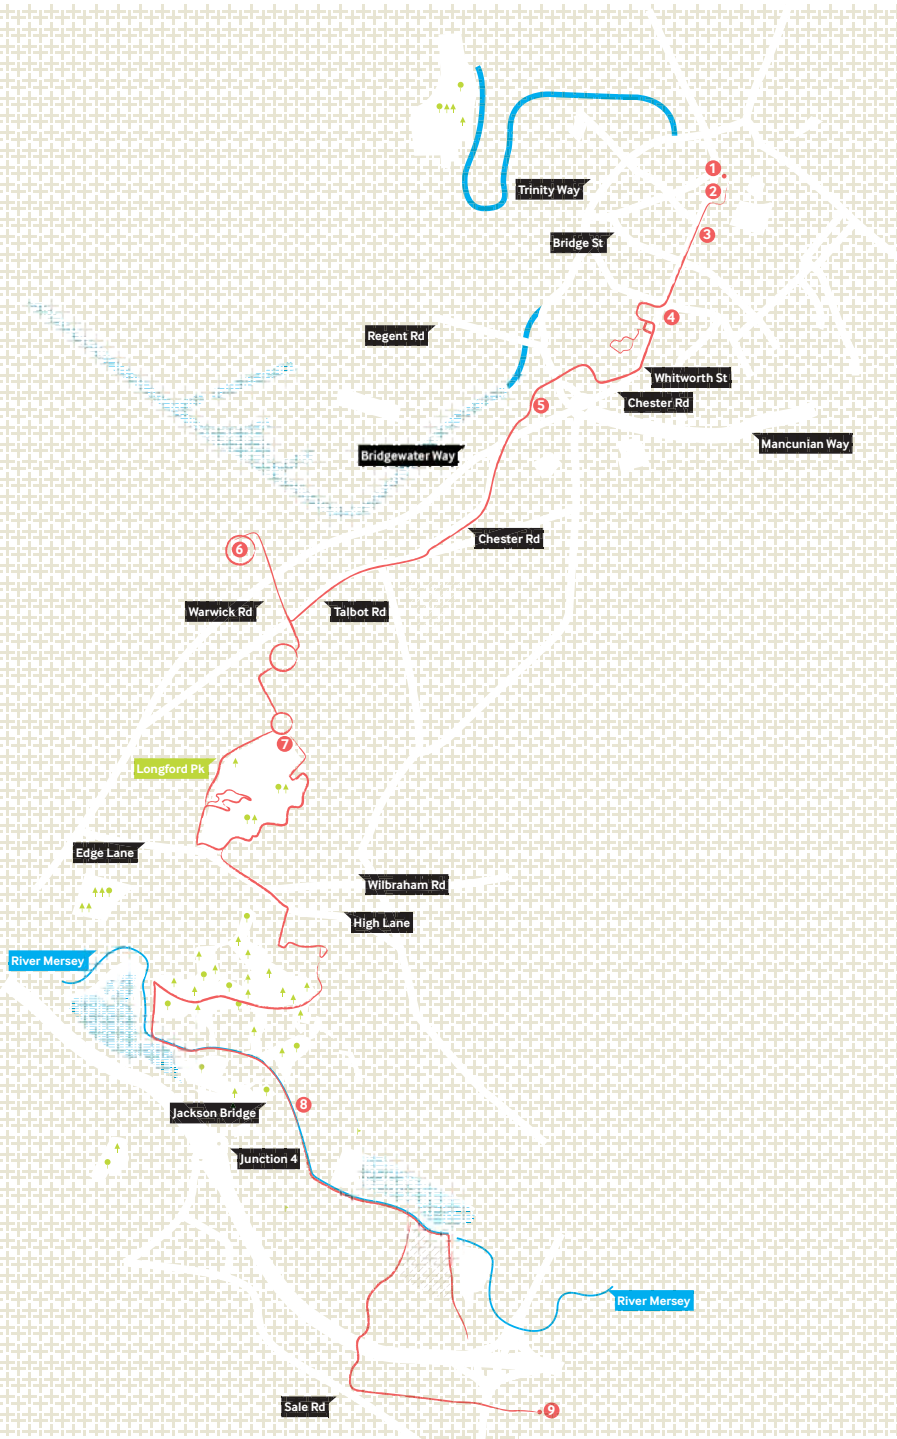 1
Trinity Way
2
3
Bridge St
4
Regent Rd
Whitworth St
Chester Rd
5
Mancunian Way
Bridgewater Way
Chester Rd
6
Warwick Rd
Talbot Rd
7
Longford Pk
Edge Lane
Wilbraham Rd
High Lane
River Mersey
8
Jackson Bridge
Junction 4
River Mersey
Sale Rd
9